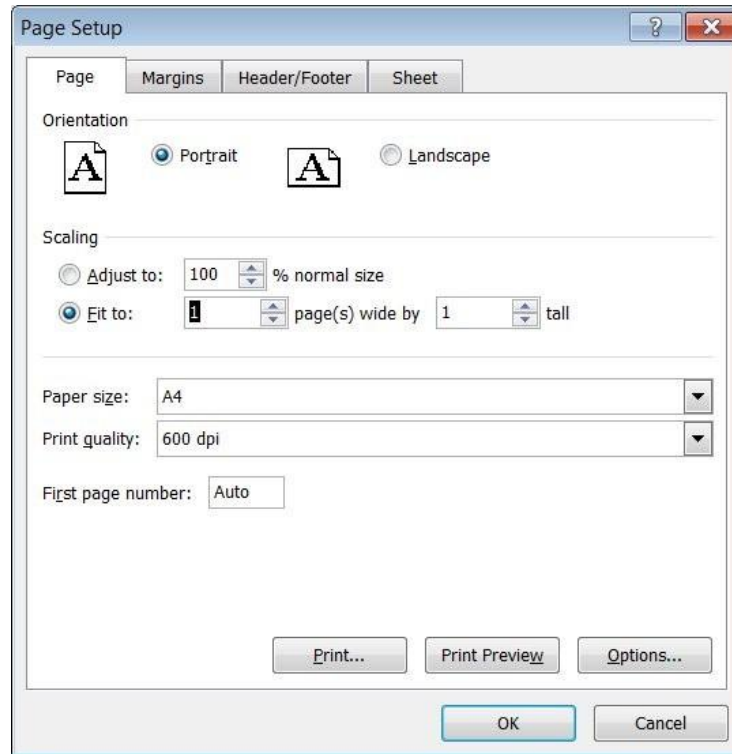 Page Setup
Page Margins Header/Footer Sheet
Orientation
A Portrait A Landscape
Scaling
Adjust to: 100 % normal size
Fit to: 1 page(s) wide by 1 tall
Paper size: A4
Print quality: 600 dpi
First page number: Auto
Print... Print Preview Options...
OK Cancel